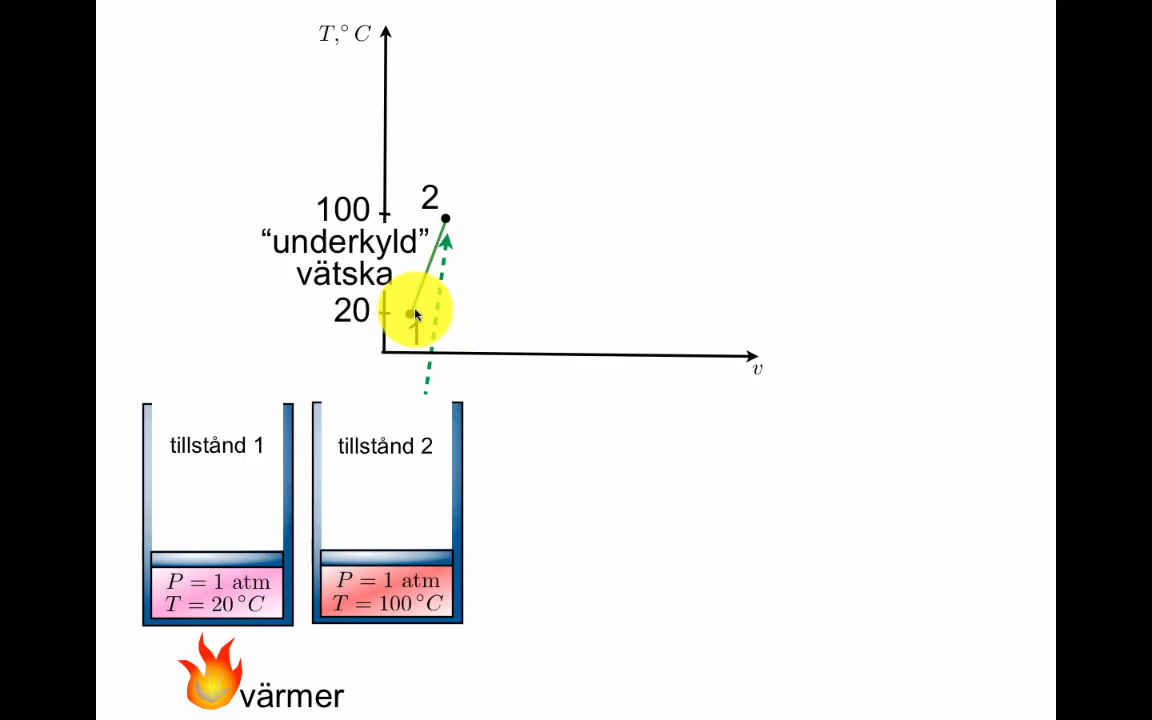 T,°C
2
100
“underkyld”
vätska
20
1
v
tillstånd 1
tillstånd 2
P = 1 atm
T = 20 °C
P = 1 atm
T = 100 °C
värmer